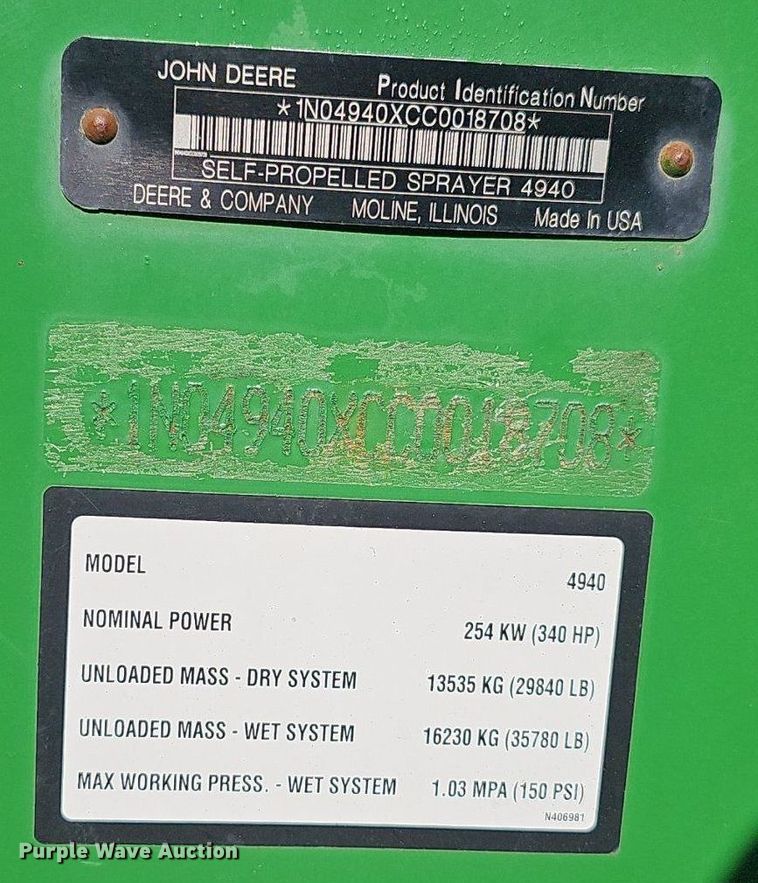 JOHN DEERE Product Identification Number
*1N04940XCC0018708*
SELF-PROPELLED SPRAYER 4940
DEERE & COMPANY MOLINE, ILLINOIS Made In USA
*1N04940XCC0018708*
MODEL 4940
NOMINAL POWER 254 KW (340 HP)
UNLOADED MASS - DRY SYSTEM 13535 KG (29840 LB)
UNLOADED MASS - WET SYSTEM 16230 KG (35780 LB)
MAX WORKING PRESS. - WET SYSTEM 1.03 MPA (150 PSI)
N406981
Purple Wave Auction